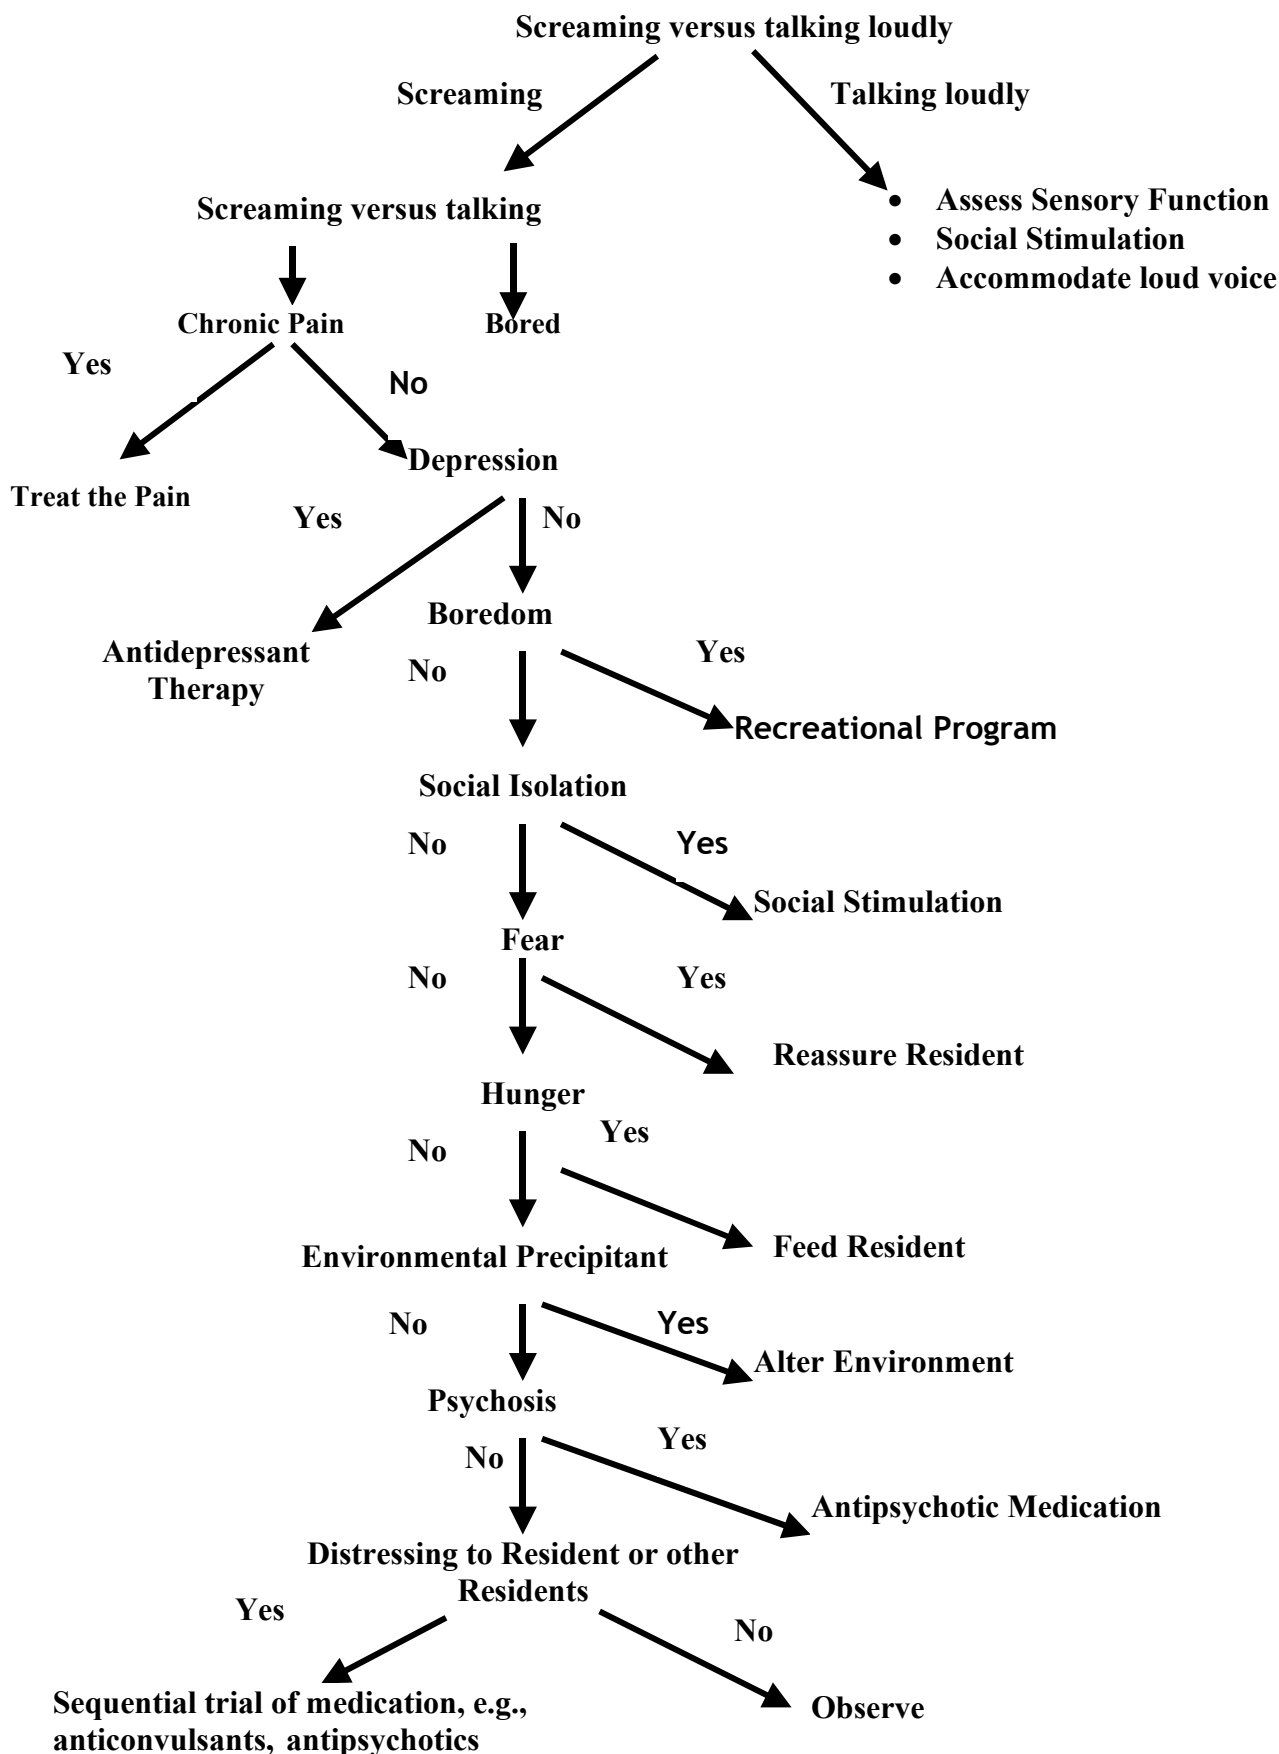 Screaming versus talking loudly
Screaming
Talking loudly
• Assess Sensory Function
• Social Stimulation
• Accommodate loud voice
Screaming versus talking
Chronic Pain
Bored
Yes
No
Depression
Treat the Pain
Yes
No
Boredom
Antidepressant
Therapy
No
Yes
Recreational Program
Social Isolation
No
Yes
Social Stimulation
Fear
No
Yes
Reassure Resident
Hunger
No
Yes
Feed Resident
Environmental Precipitant
No
Yes
Alter Environment
Psychosis
No
Yes
Antipsychotic Medication
Distressing to Resident or other
Residents
Yes
No
Sequential trial of medication, e.g.,
anticonvulsants, antipsychotics
Observe